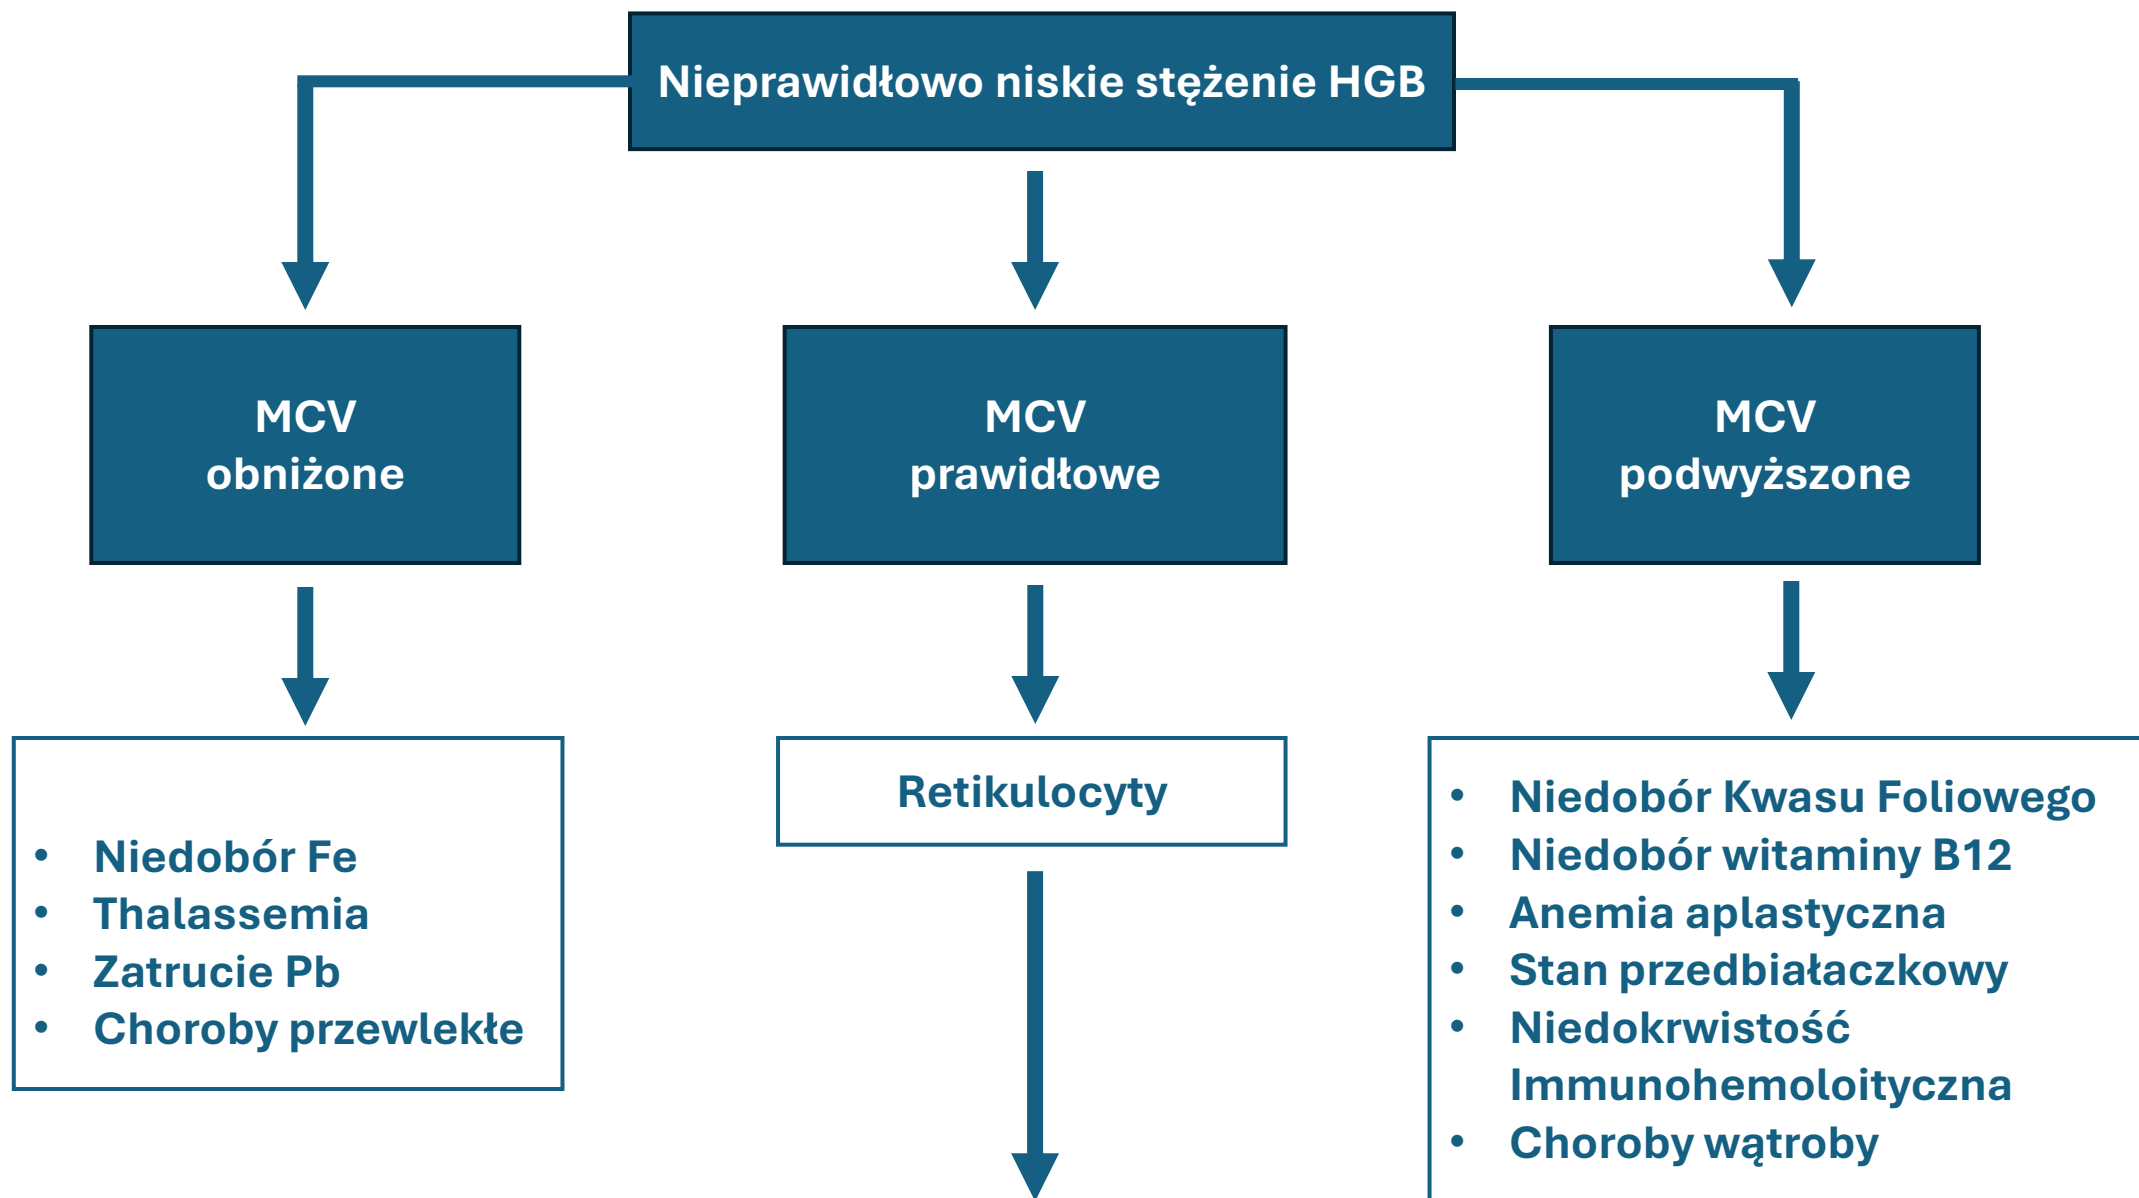 Nieprawidłowo niskie stężenie HGB
MCV
obniżone
MCV
prawidłowe
MCV
podwyższone
• Niedobór Fe
• Thalassemia
• Zatrucie Pb
• Choroby przewlekłe
Retikulocyty
• Niedobór Kwasu Foliowego
• Niedobór witaminy B12
• Anemia aplastyczna
• Stan przedbiałaczkowy
• Niedokrwistość
Immunohemoloityczna
• Choroby wątroby